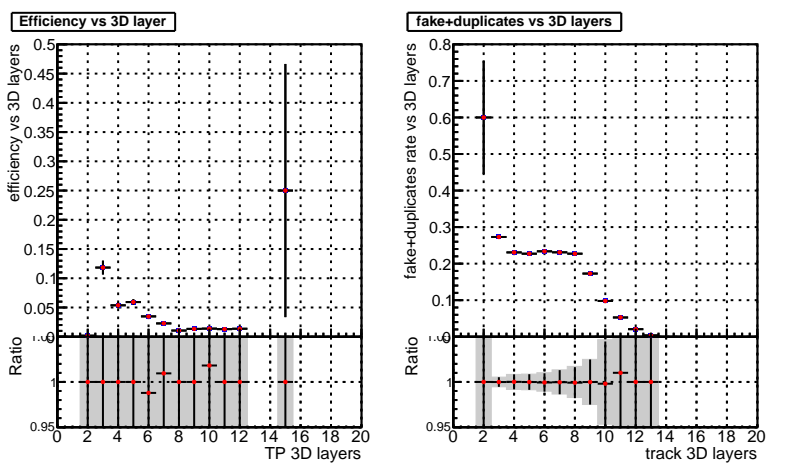 Efficiency vs 3D layer
efficiency vs 3D layers
0.5
0.45
0.4
0.35
0.3
0.25
0.2
0.15
0.1
0.05
Ratio
1
0.95
0 2 4 6 8 10 12 14 16 18 20
TP 3D layers
fake+duplicates vs 3D layers
fake+duplicates rate vs 3D layers
0.8
0.7
0.6
0.5
0.4
0.3
0.2
0.1
Ratio
1
0.95
0 2 4 6 8 10 12 14 16 18 20
track 3D layers